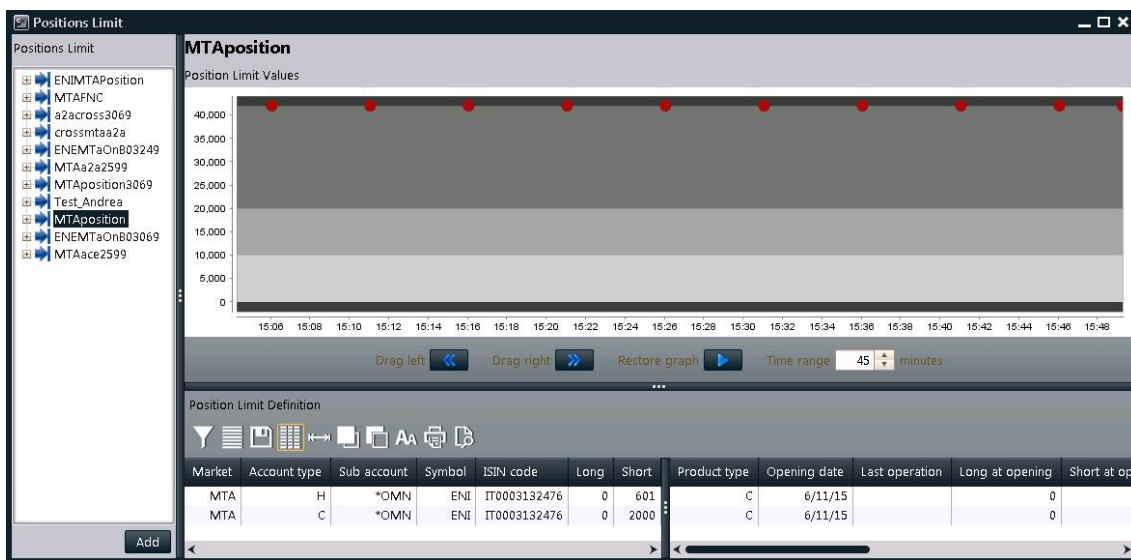 Positions Limit
Positions Limit
ENIMTAPosition
MTAFNC
a2across3069
crossmtaa2a
ENEMTaOnB03249
MTAa2a2599
MTAposition3069
Test_Andrea
MTAposition
ENEMTaOnB03069
MTAace2599
Add
MTAposition
Position Limit Values
40,000
35,000
30,000
25,000
20,000
15,000
10,000
5,000
0
15:06 15:08 15:10 15:12 15:14 15:16 15:18 15:20 15:22 15:24 15:26 15:28 15:30 15:32 15:34 15:36 15:38 15:40 15:42 15:44 15:46 15:48
Drag left Drag right Restore graph Time range 45 minutes
Position Limit Definition
Market Account type Sub account Symbol ISIN code Long Short Product type Opening date Last operation Long at opening Short at op
MTA H *OMN ENI IT0003132476 0 601 C 6/11/15 0
MTA C *OMN ENI IT0003132476 0 2000 C 6/11/15 0